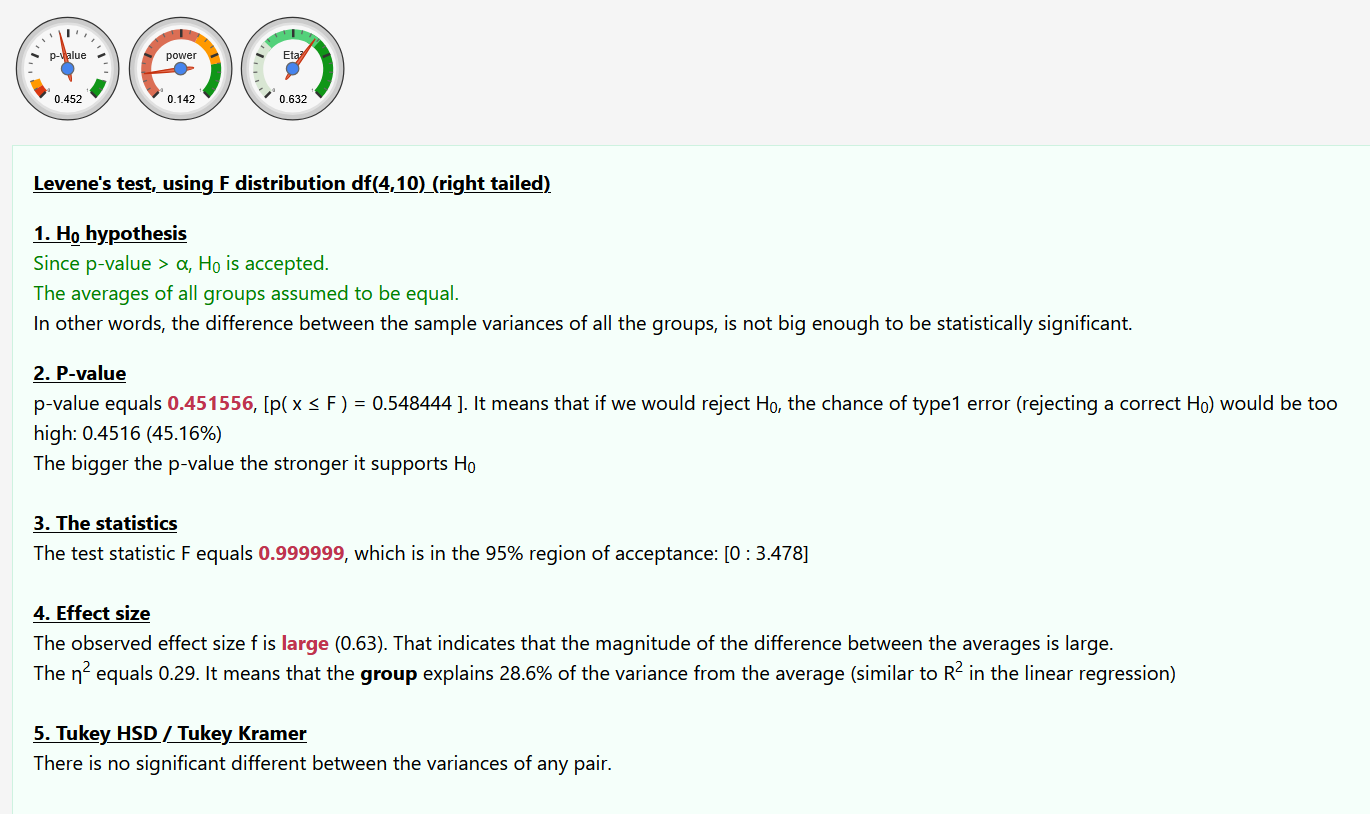 p-value power Eta²
0.452 0.142 0.632
Levene's test, using F distribution df(4,10) (right tailed)
1. H₀ hypothesis
Since p-value > α, H₀ is accepted.
The averages of all groups assumed to be equal.
In other words, the difference between the sample variances of all the groups, is not big enough to be statistically significant.
2. P-value
p-value equals 0.451556, [p( x ≤ F ) = 0.548444 ]. It means that if we would reject H₀, the chance of type1 error (rejecting a correct H₀) would be too
high: 0.4516 (45.16%)
The bigger the p-value the stronger it supports H₀
3. The statistics
The test statistic F equals 0.999999, which is in the 95% region of acceptance: [0 : 3.478]
4. Effect size
The observed effect size f is large (0.63). That indicates that the magnitude of the difference between the averages is large.
The η² equals 0.29. It means that the group explains 28.6% of the variance from the average (similar to R² in the linear regression)
5. Tukey HSD / Tukey Kramer
There is no significant different between the variances of any pair.